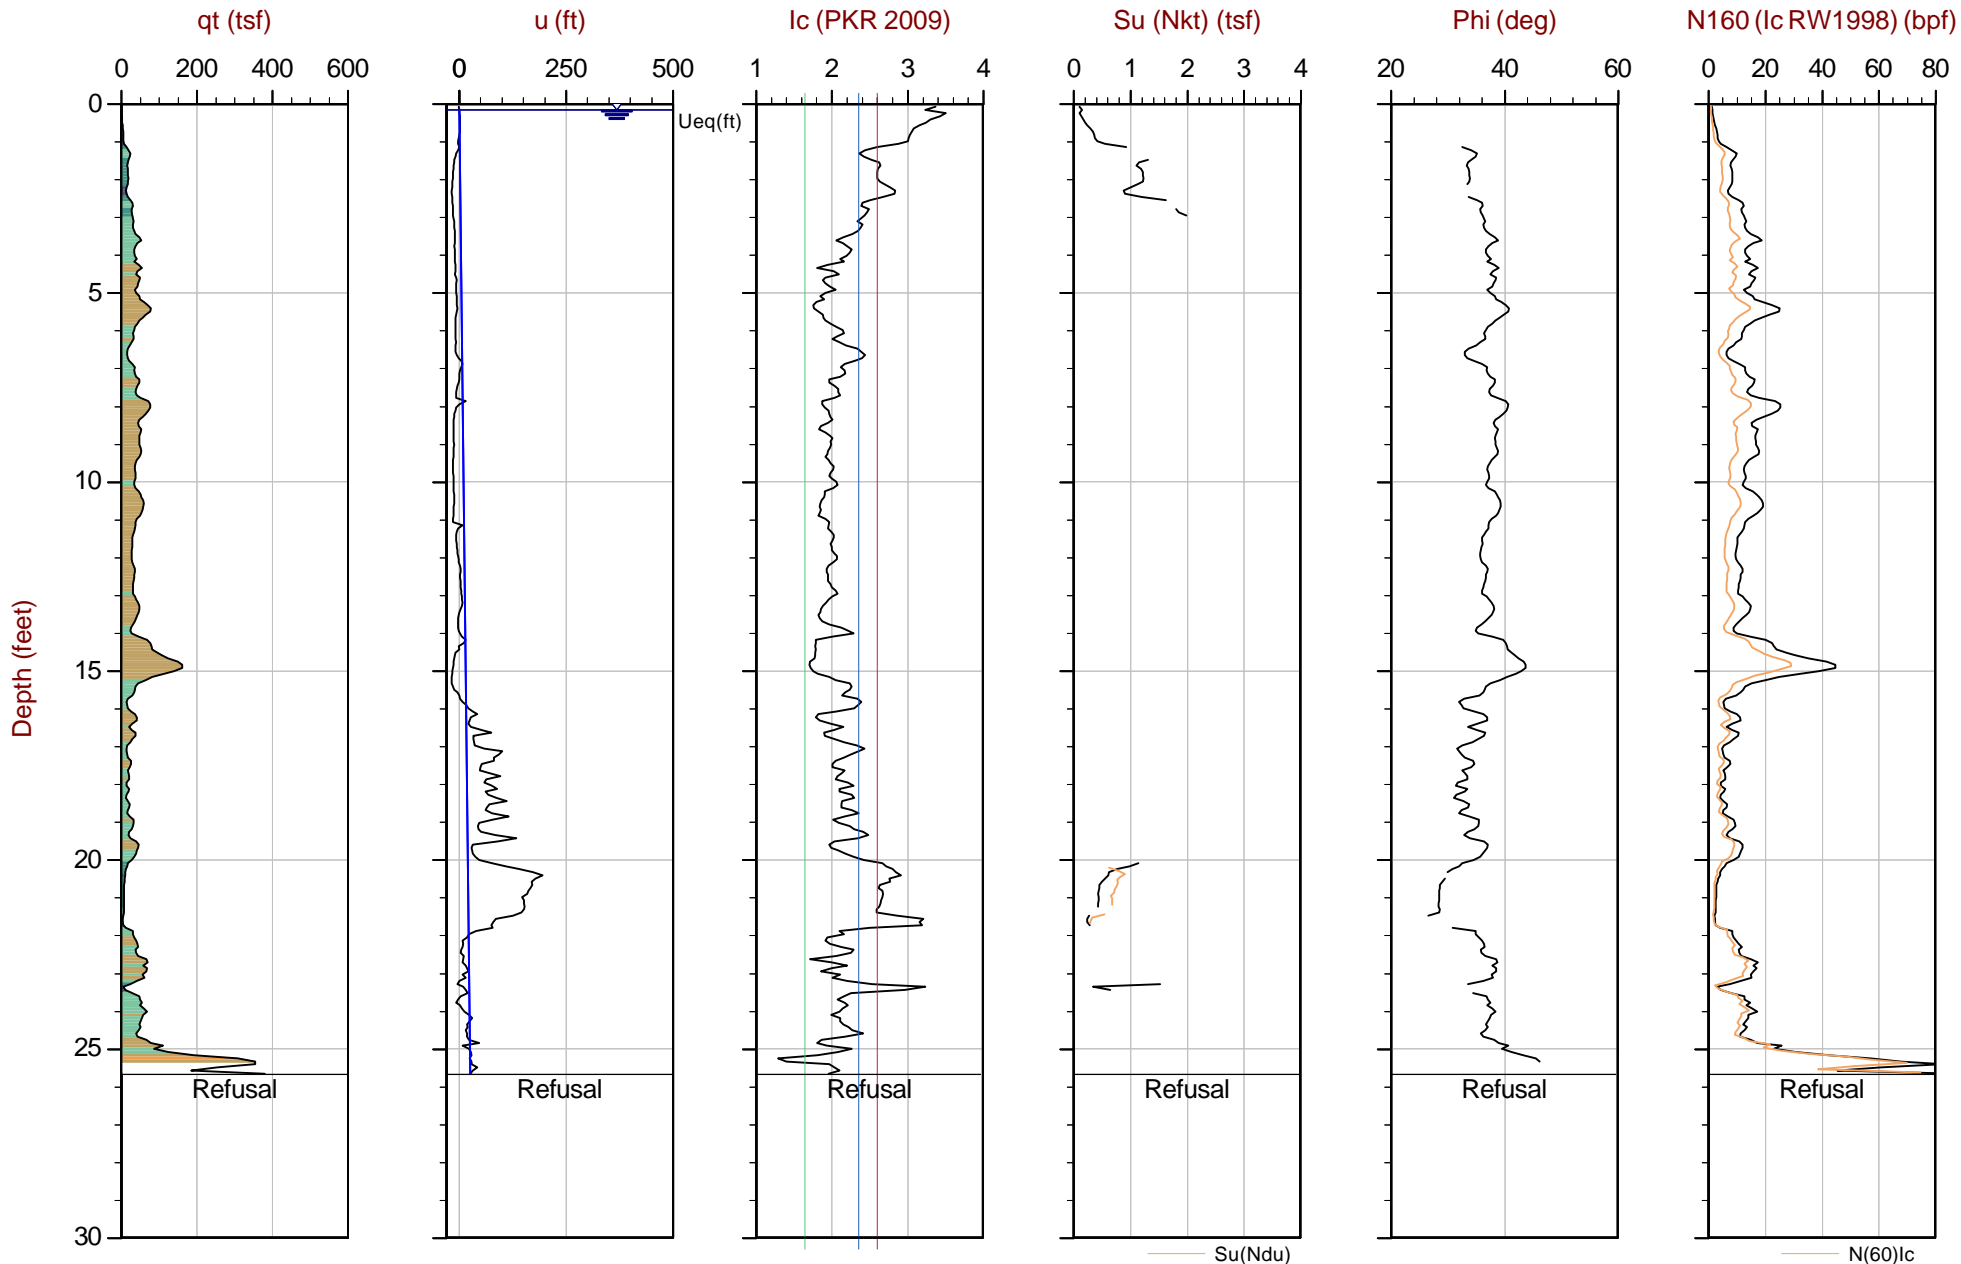 qt (tsf)
u (ft)
Ic (PKR 2009)
Su (Nkt) (tsf)
Phi (deg)
N160 (Ic RW1998) (bpf)
0 200 400 600
0 250 500
0
1 2 3 4
0 1 2 3 4
20 40 60
0 20 40 60 80
0
5
10
15
20
25
30
Depth (feet)
Ueq(ft)
Refusal
Refusal
Refusal
Refusal
Refusal
Refusal
Su(Ndu)
N(60)Ic